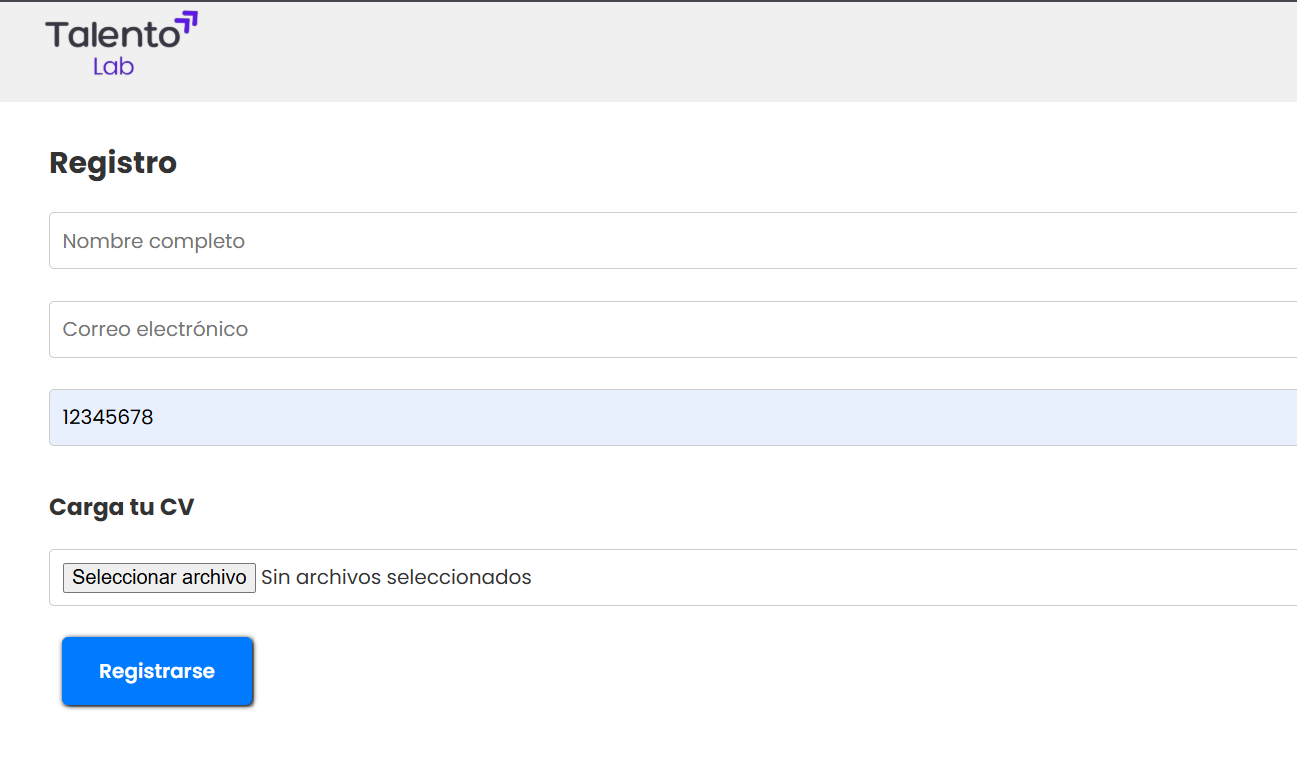 Talento
Lab
Registro
Nombre completo
Correo electrónico
12345678
Carga tu CV
Seleccionar archivo Sin archivos seleccionados
Registrarse